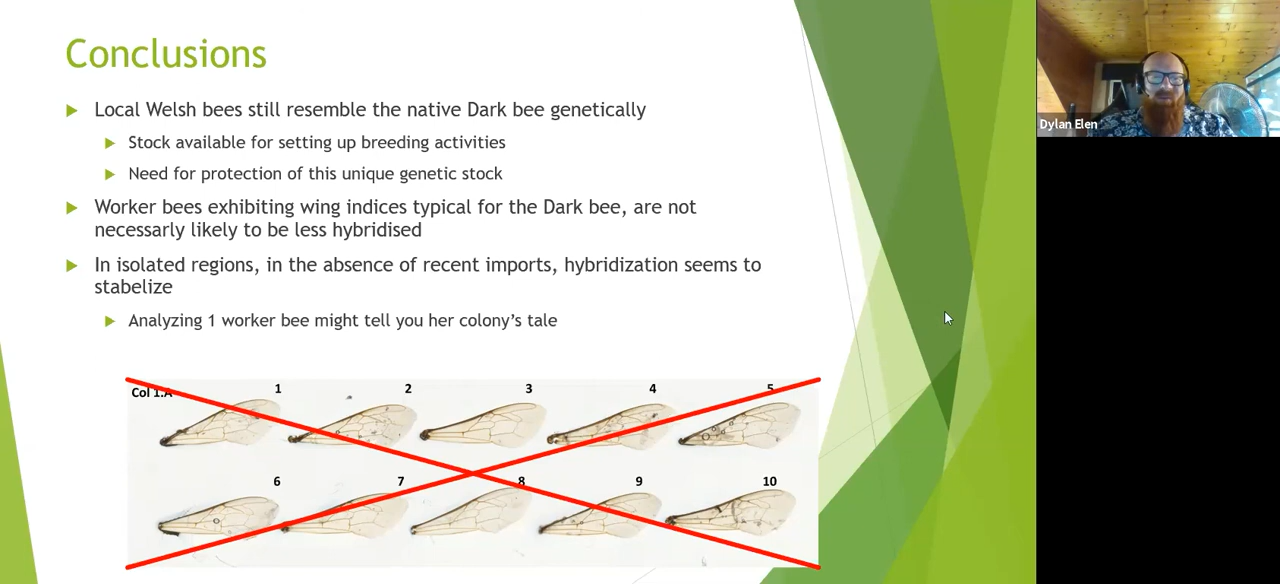 Conclusions
Local Welsh bees still resemble the native Dark bee genetically
Stock available for setting up breeding activities
Need for protection of this unique genetic stock
Worker bees exhibiting wing indices typical for the Dark bee, are not
necessarly likely to be less hybridised
In isolated regions, in the absence of recent imports, hybridization seems to
stabelize
Analyzing 1 worker bee might tell you her colony's tale
Col 1.A
1 2 3 4 5
6 7 8 9 10
Dylan Elen